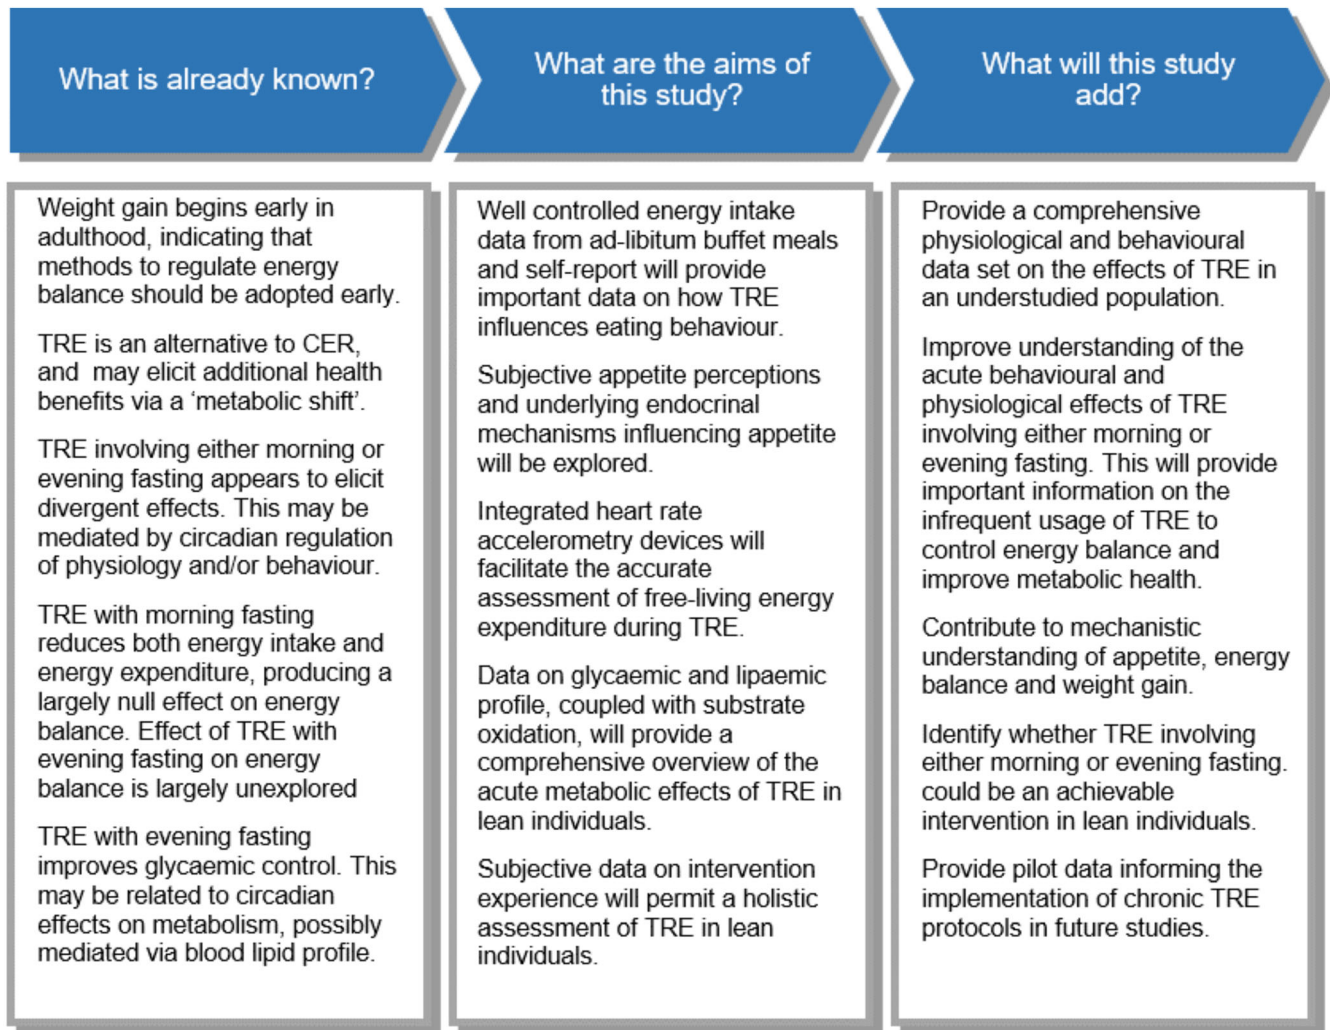 What is already known?
What are the aims of
this study?
What will this study
add?
Weight gain begins early in
adulthood, indicating that
methods to regulate energy
balance should be adopted early.
TRE is an alternative to CER,
and may elicit additional health
benefits via a ‘metabolic shift’.
TRE involving either morning or
evening fasting appears to elicit
divergent effects. This may be
mediated by circadian regulation
of physiology and/or behaviour.
TRE with morning fasting
reduces both energy intake and
energy expenditure, producing a
largely null effect on energy
balance. Effect of TRE with
evening fasting on energy
balance is largely unexplored
TRE with evening fasting
improves glycaemic control. This
may be related to circadian
effects on metabolism, possibly
mediated via blood lipid profile.
Well controlled energy intake
data from ad-libitum buffet meals
and self-report will provide
important data on how TRE
influences eating behaviour.
Subjective appetite perceptions
and underlying endocrinal
mechanisms influencing appetite
will be explored.
Integrated heart rate
accelerometry devices will
facilitate the accurate
assessment of free-living energy
expenditure during TRE.
Data on glycaemic and lipaemic
profile, coupled with substrate
oxidation, will provide a
comprehensive overview of the
acute metabolic effects of TRE in
lean individuals.
Subjective data on intervention
experience will permit a holistic
assessment of TRE in lean
individuals.
Provide a comprehensive
physiological and behavioural
data set on the effects of TRE in
an understudied population.
Improve understanding of the
acute behavioural and
physiological effects of TRE
involving either morning or
evening fasting. This will provide
important information on the
infrequent usage of TRE to
control energy balance and
improve metabolic health.
Contribute to mechanistic
understanding of appetite, energy
balance and weight gain.
Identify whether TRE involving
either morning or evening fasting.
could be an achievable
intervention in lean individuals.
Provide pilot data informing the
implementation of chronic TRE
protocols in future studies.